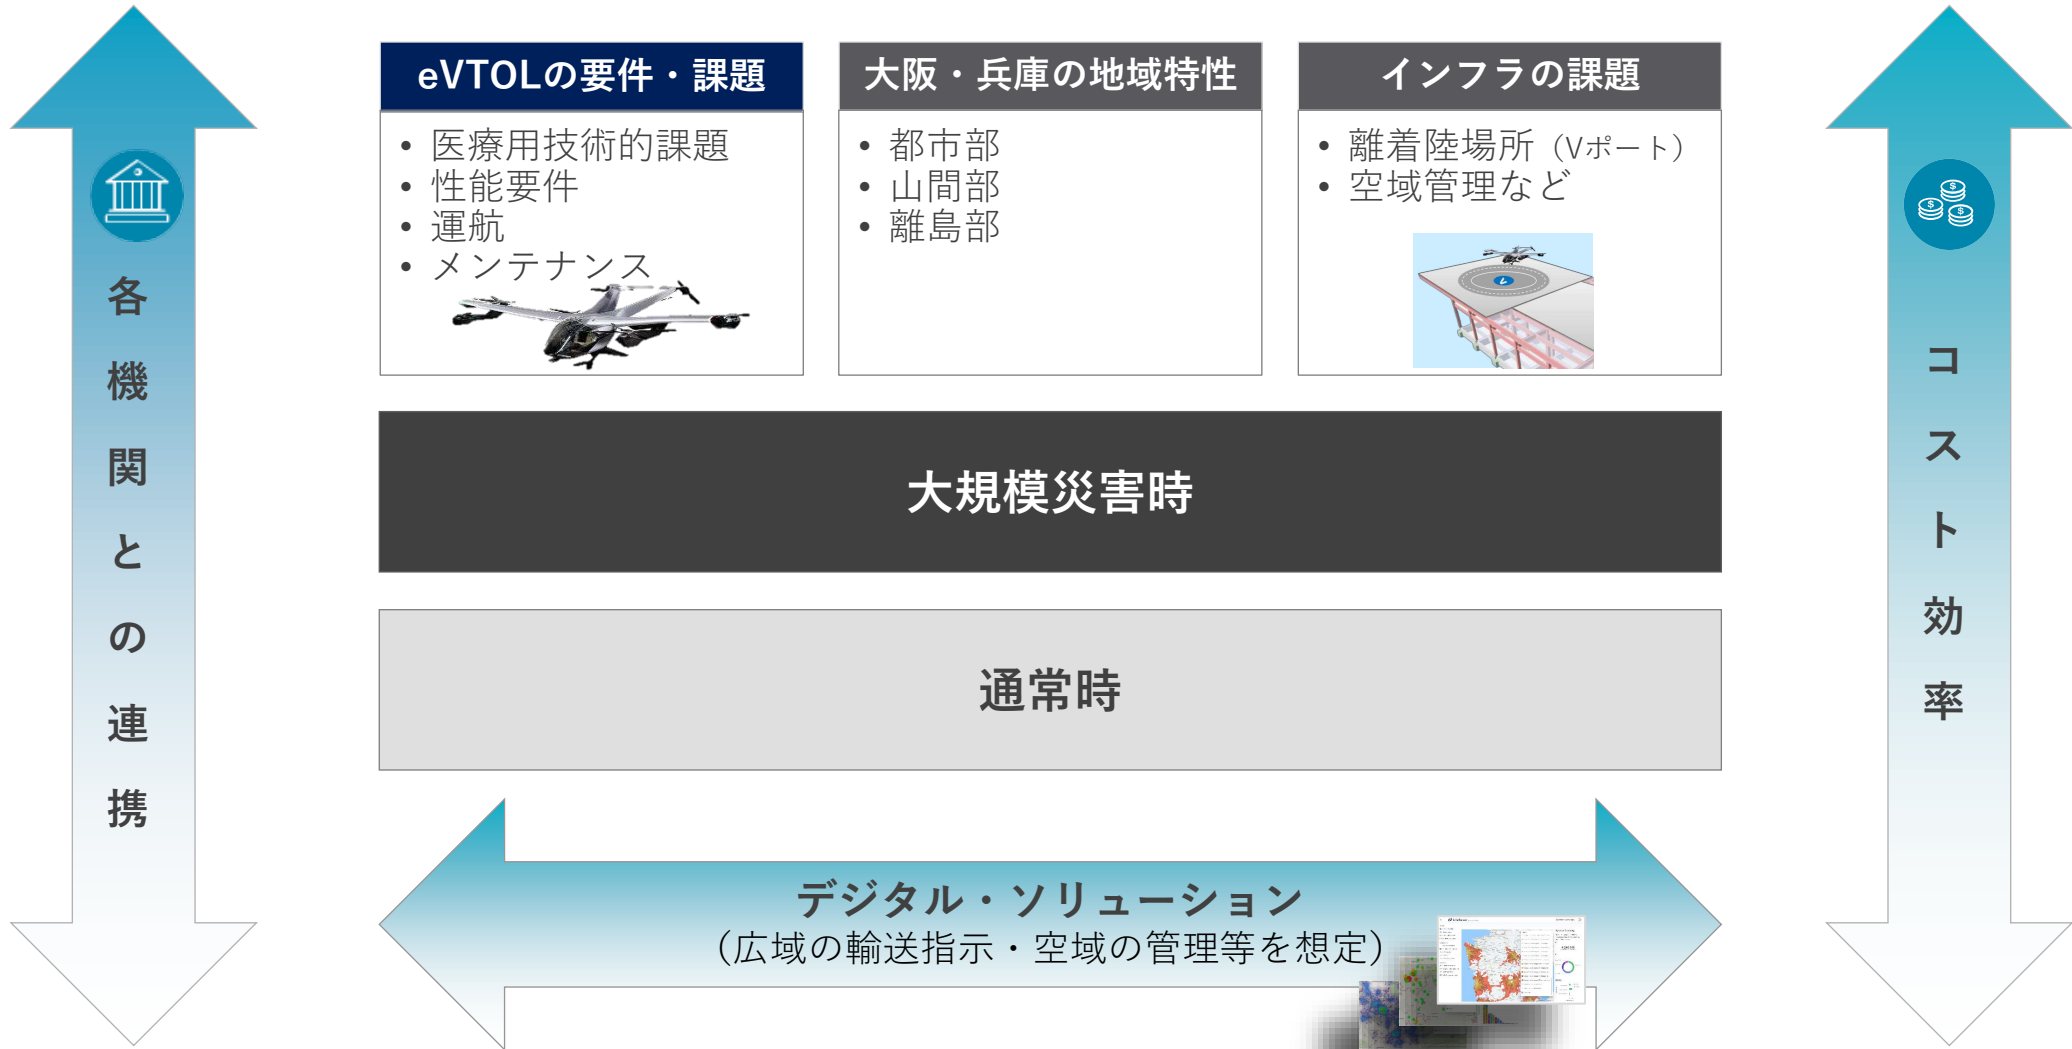 eVTOLの要件・課題
• 医療用技術的課題
• 性能要件
• 運航
• メンテナンス
大阪・兵庫の地域特性
• 都市部
• 山間部
• 離島部
インフラの課題
• 離着陸場所（Vポート）
• 空域管理など
各機関との連携
コスト効率
大規模災害時
通常時
デジタル・ソリューション
（広域の輸送指示・空域の管理等を想定）